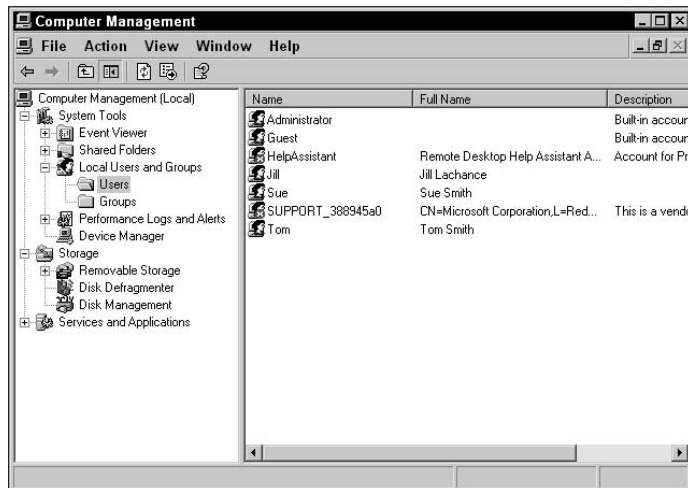 Computer Management
File Action View Window Help
Computer Management (Local)
System Tools
Event Viewer
Shared Folders
Local Users and Groups
Users
Groups
Performance Logs and Alerts
Device Manager
Storage
Removable Storage
Disk Defragmenter
Disk Management
Services and Applications
Name Full Name Description
Administrator Built-in accour
Guest Built-in accour
HelpAssistant Remote Desktop Help Assistant A... Account for Pr
Jill Jill Lachance
Sue Sue Smith
SUPPORT_388945a0 CN=Microsoft Corporation,L=Red... This is a vend
Tom Tom Smith